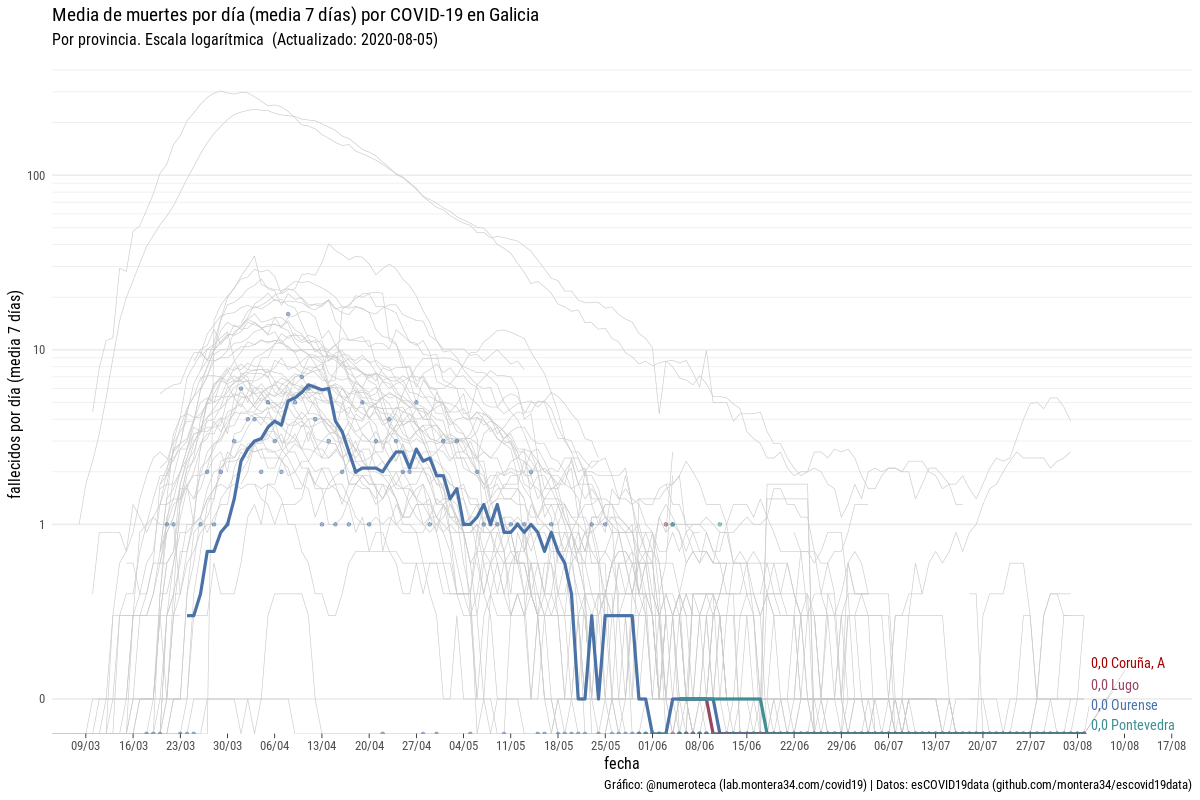 Media de muertes por día (media 7 días) por COVID-19 en Galicia
Por provincia. Escala logarítmica (Actualizado: 2020-08-05)
fallecidos por día (media 7 días)
100
10
1
0
0,0 Coruña, A
0,0 Lugo
0,0 Ourense
0,0 Pontevedra
09/03 16/03 23/03 30/03 06/04 13/04 20/04 27/04 04/05 11/05 18/05 25/05 01/06 08/06 15/06 22/06 29/06 06/07 13/07 20/07 27/07 03/08 10/08 17/08
fecha
Gráfico: @numeroteca (lab.montera34.com/covid19) | Datos: esCOVID19data (github.com/montera34/escovid19data)